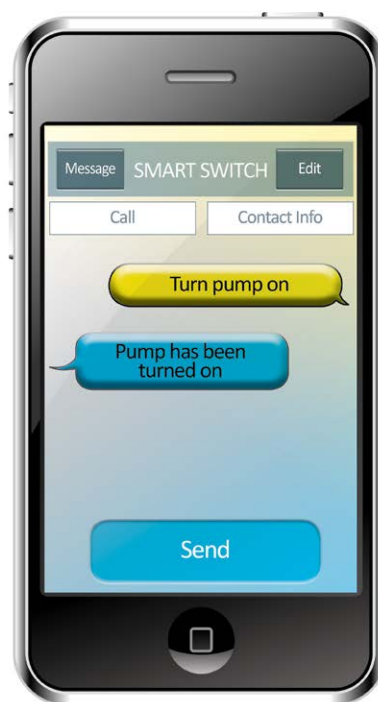 Message SMART SWITCH Edit
Call Contact Info
Turn pump on
Pump has been
turned on
Send